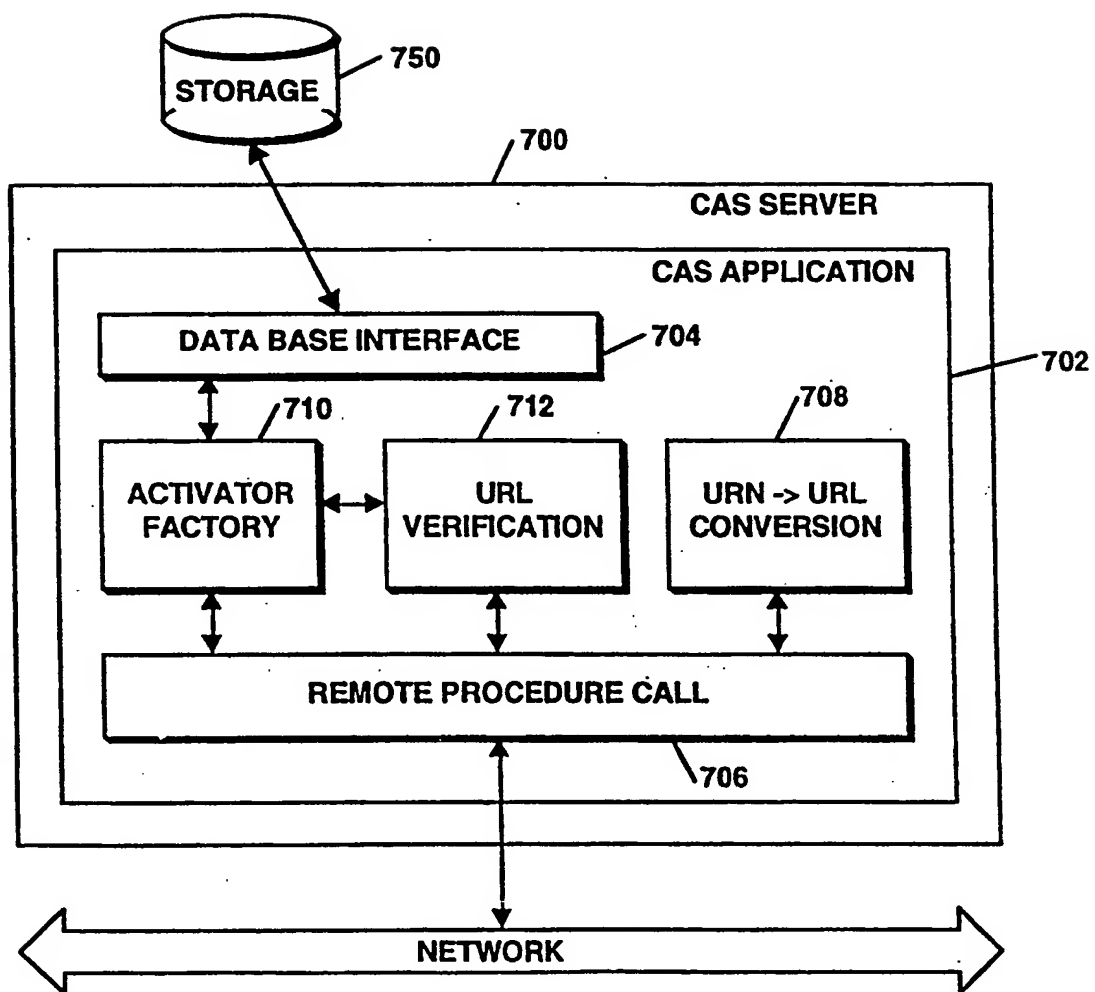 STORAGE
750
700
CAS SERVER
CAS APPLICATION
DATA BASE INTERFACE
704
702
710
712
708
ACTIVATOR
FACTORY
URL
VERIFICATION
URN -> URL
CONVERSION
REMOTE PROCEDURE CALL
706
NETWORK